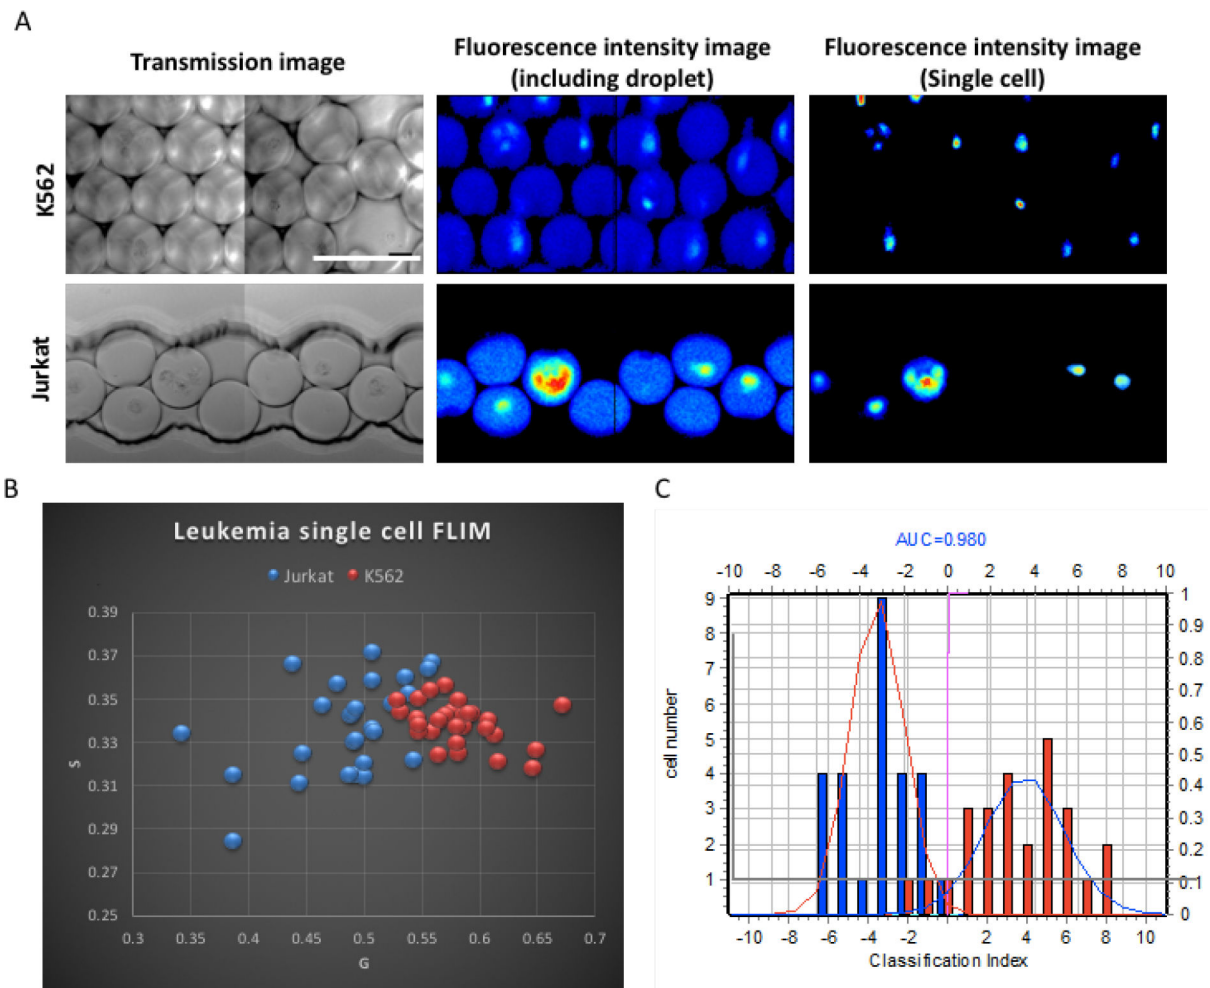 A
Transmission image
Fluorescence intensity image
(including droplet)
Fluorescence intensity image
(Single cell)
K562
Jurkat
B
Leukemia single cell FLIM
Jurkat K562
0.39
0.37
0.35
0.33
0.31
0.29
0.27
0.25
S
0.3 0.35 0.4 0.45 0.5 0.55 0.6 0.65 0.7
G
C
AUC=0.980
-10 -8 -6 -4 -2 0 2 4 6 8 10
9
8
7
6
5
4
3
2
1
cell number
1
0.9
0.8
0.7
0.6
0.5
0.4
0.3
0.2
0.1
0
-10 -8 -6 -4 -2 0 2 4 6 8 10
Classification Index